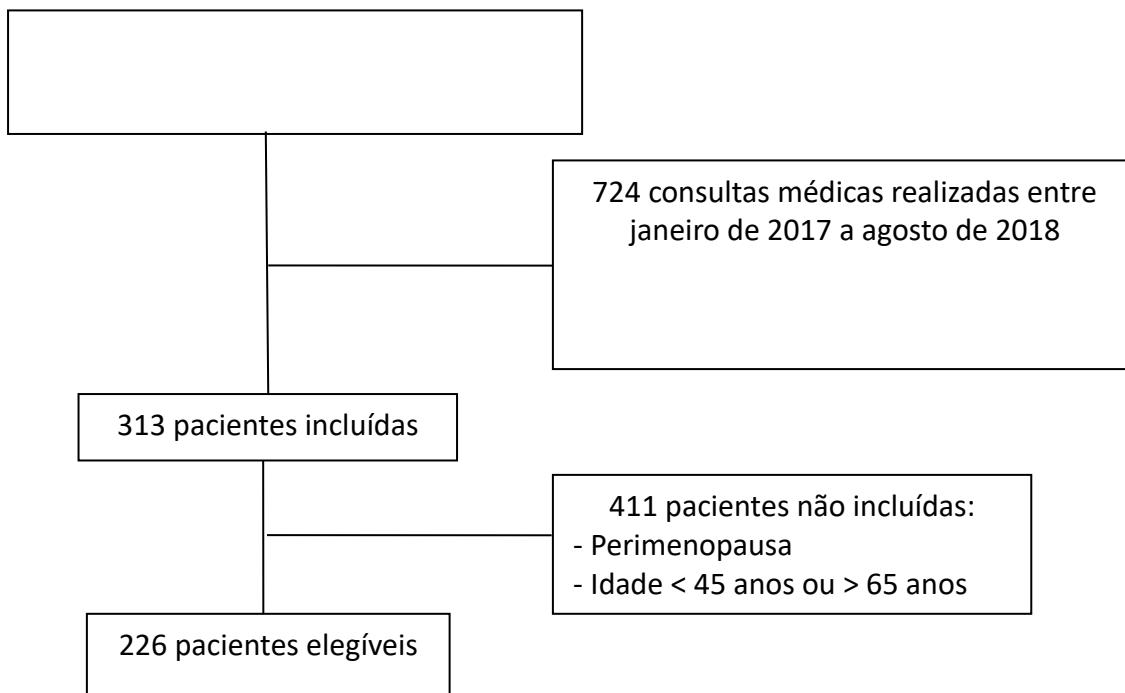 724 consultas médicas realizadas entre
janeiro de 2017 a agosto de 2018
313 pacientes incluídas
411 pacientes não incluídas:
- Perimenopausa
- Idade < 45 anos ou > 65 anos
226 pacientes elegíveis